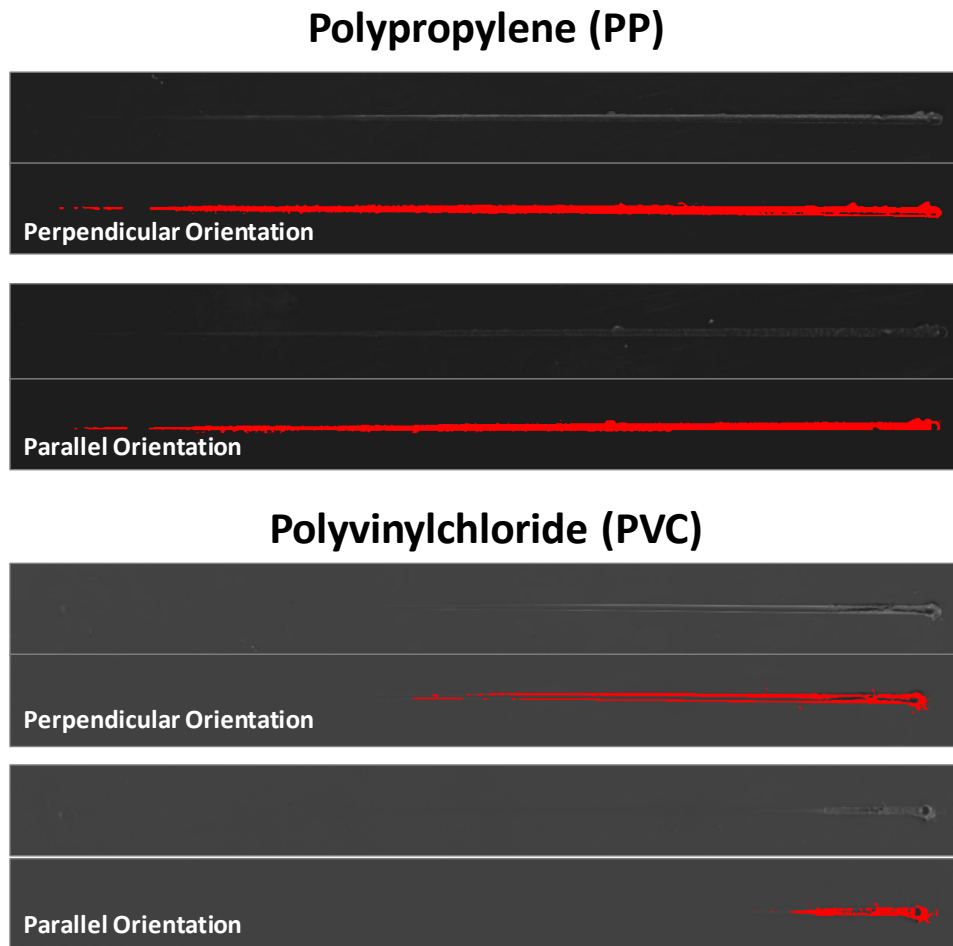 Polypropylene (PP)
Perpendicular Orientation
Parallel Orientation
Polyvinylchloride (PVC)
Perpendicular Orientation
Parallel Orientation